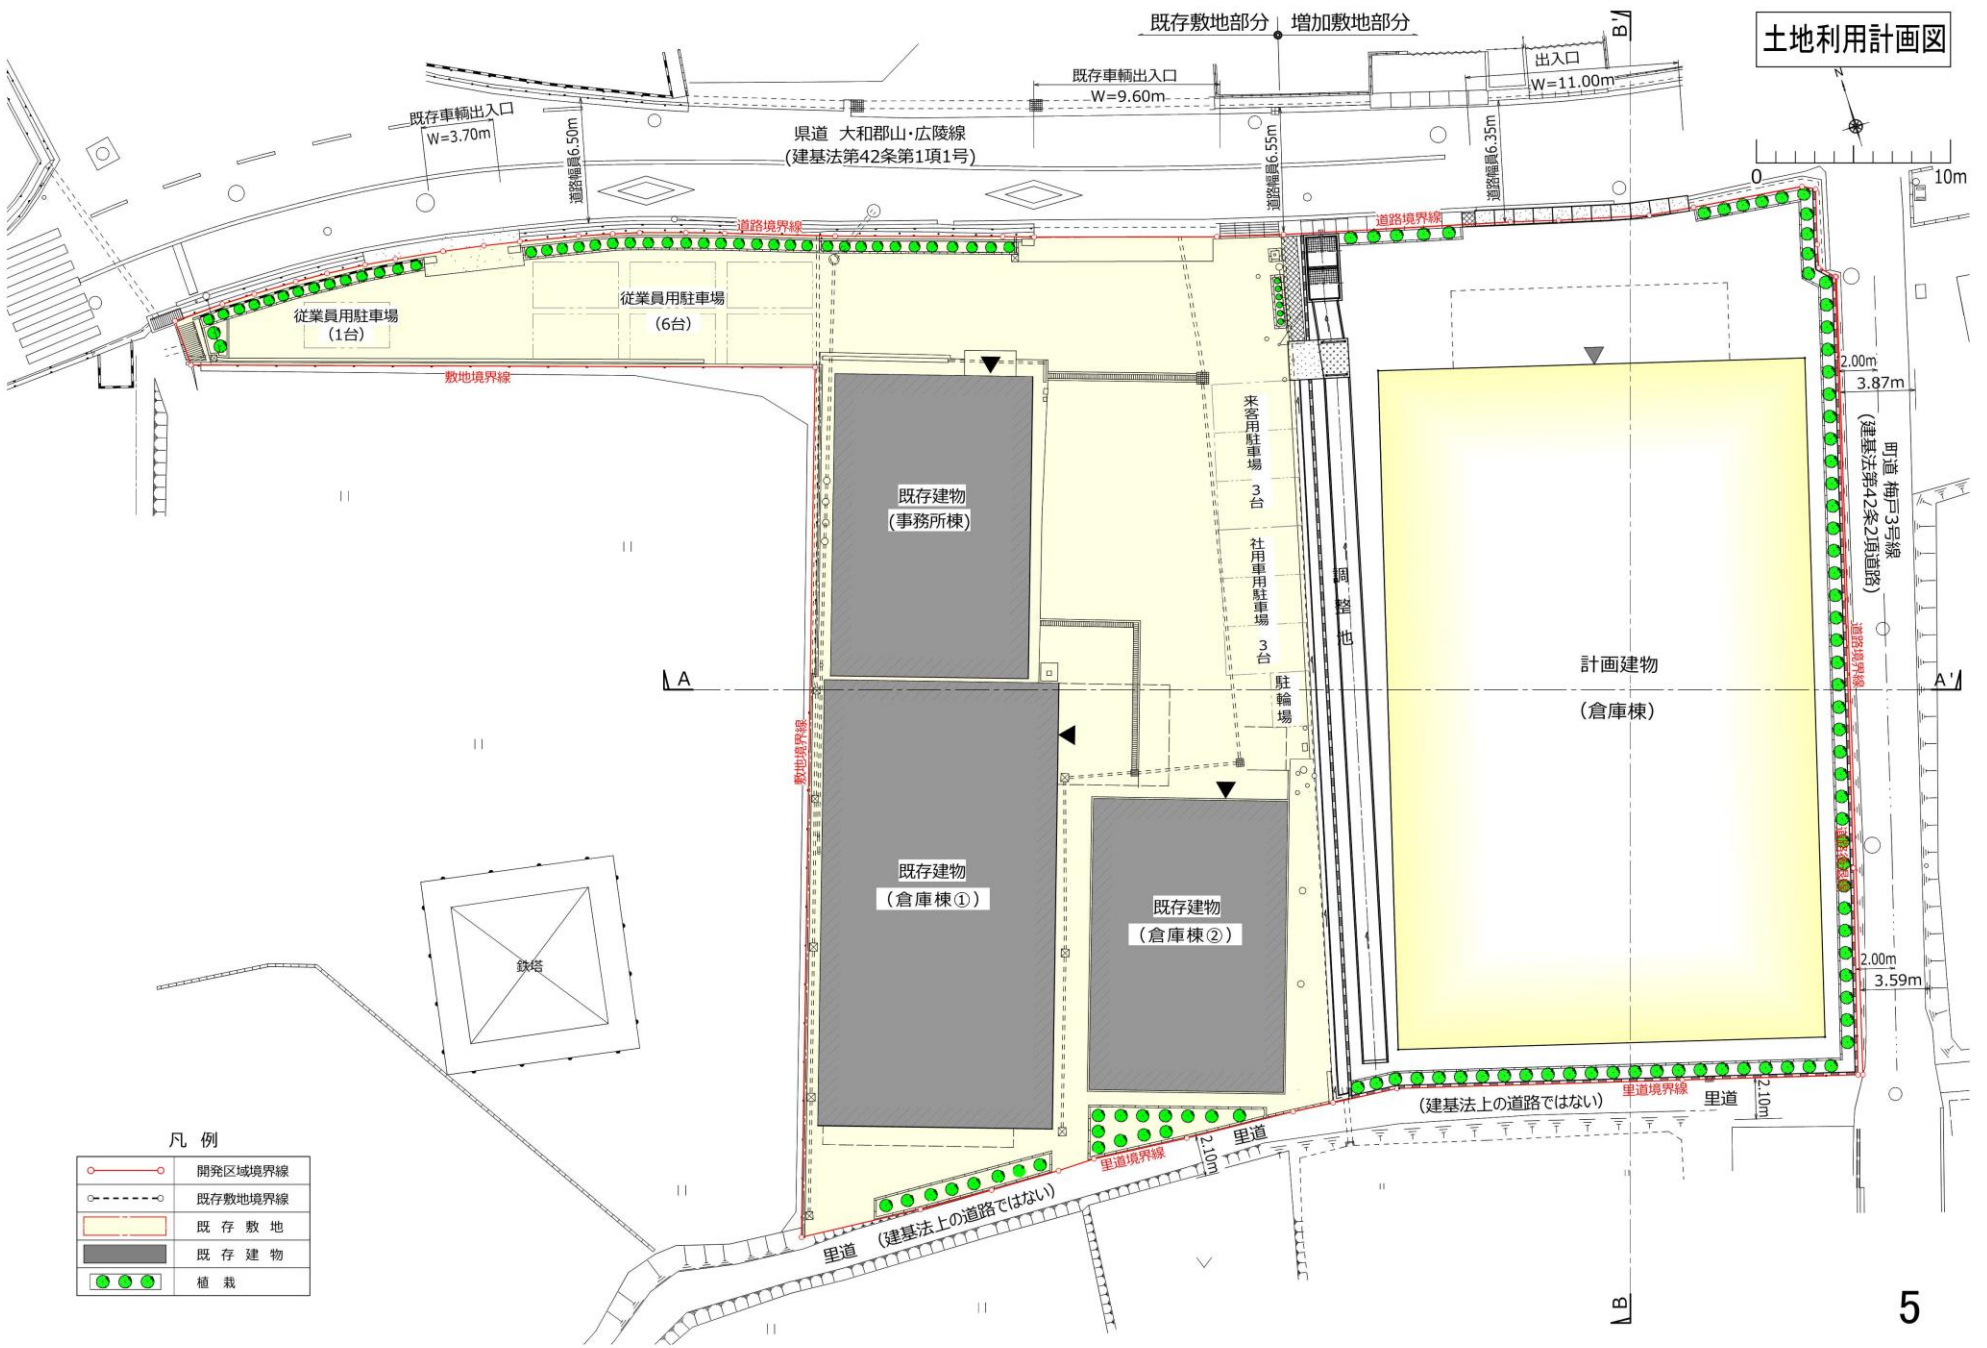 既存敷地部分 増加敷地部分
B'
土地利用計画図
N
0 10m
既存車輌出入口
W=3.70m
道路幅員6.50m
既存車輌出入口
W=9.60m
県道 大和郡山・広陵線
(建基法第42条第1項1号)
道路幅員6.55m
出入口
W=11.00m
道路幅員6.35m
道路境界線
道路境界線
従業員用駐車場
(1台)
従業員用駐車場
(6台)
敷地境界線
既存建物
(事務所棟)
来客用駐車場 3台
社用車用駐車場 3台
駐輪場
調整池
計画建物
(倉庫棟)
2.00m
3.87m
町道 梅戸3号線
(建基法第42条2項道路)
道路境界線
A
A'
敷地境界線
既存建物
(倉庫棟①)
既存建物
(倉庫棟②)
鉄塔
2.00m
3.59m
里道境界線
(建基法上の道路ではない)
里道
2.10m
里道
2.10m
里道境界線
里道 (建基法上の道路ではない)
凡 例
開発区域境界線
既存敷地境界線
既 存 敷 地
既 存 建 物
植 栽
B
5